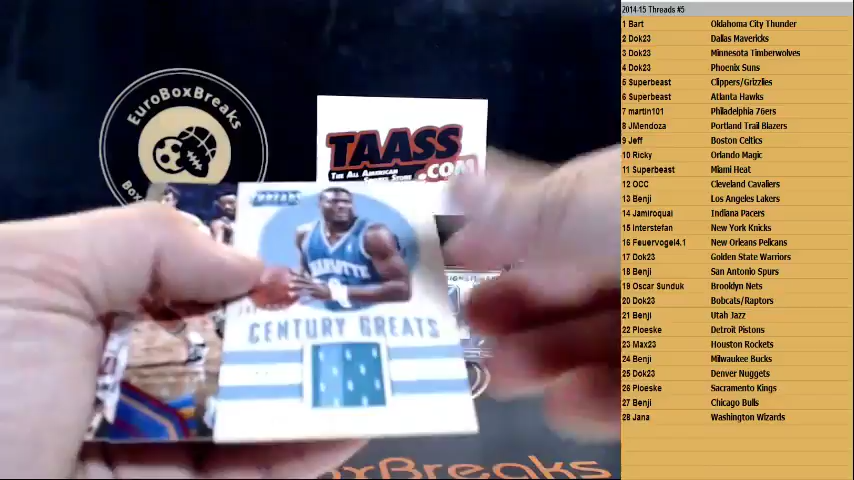 EuroBoxBreaks
Box
TAASS
THE ALL AMERICAN
SPORTS STORE .COM
CHARLOTTE
CENTURY GREATS
BoxBreaks
2014-15 Threads #5
1 Bart Oklahoma City Thunder
2 Dok23 Dallas Mavericks
3 Dok23 Minnesota Timberwolves
4 Dok23 Phoenix Suns
5 Superbeast Clippers/Grizzlies
6 Superbeast Atlanta Hawks
7 martin101 Philadelphia 76ers
8 JMendoza Portland Trail Blazers
9 Jeff Boston Celtics
10 Ricky Orlando Magic
11 Superbeast Miami Heat
12 OCC Cleveland Cavaliers
13 Benji Los Angeles Lakers
14 Jamiroquai Indiana Pacers
15 Interstefan New York Knicks
16 Feuervogel4.1 New Orleans Pelicans
17 Dok23 Golden State Warriors
18 Benji San Antonio Spurs
19 Oscar Sunduk Brooklyn Nets
20 Dok23 Bobcats/Raptors
21 Benji Utah Jazz
22 Ploeske Detroit Pistons
23 Max23 Houston Rockets
24 Benji Milwaukee Bucks
25 Dok23 Denver Nuggets
26 Ploeske Sacramento Kings
27 Benji Chicago Bulls
28 Jana Washington Wizards